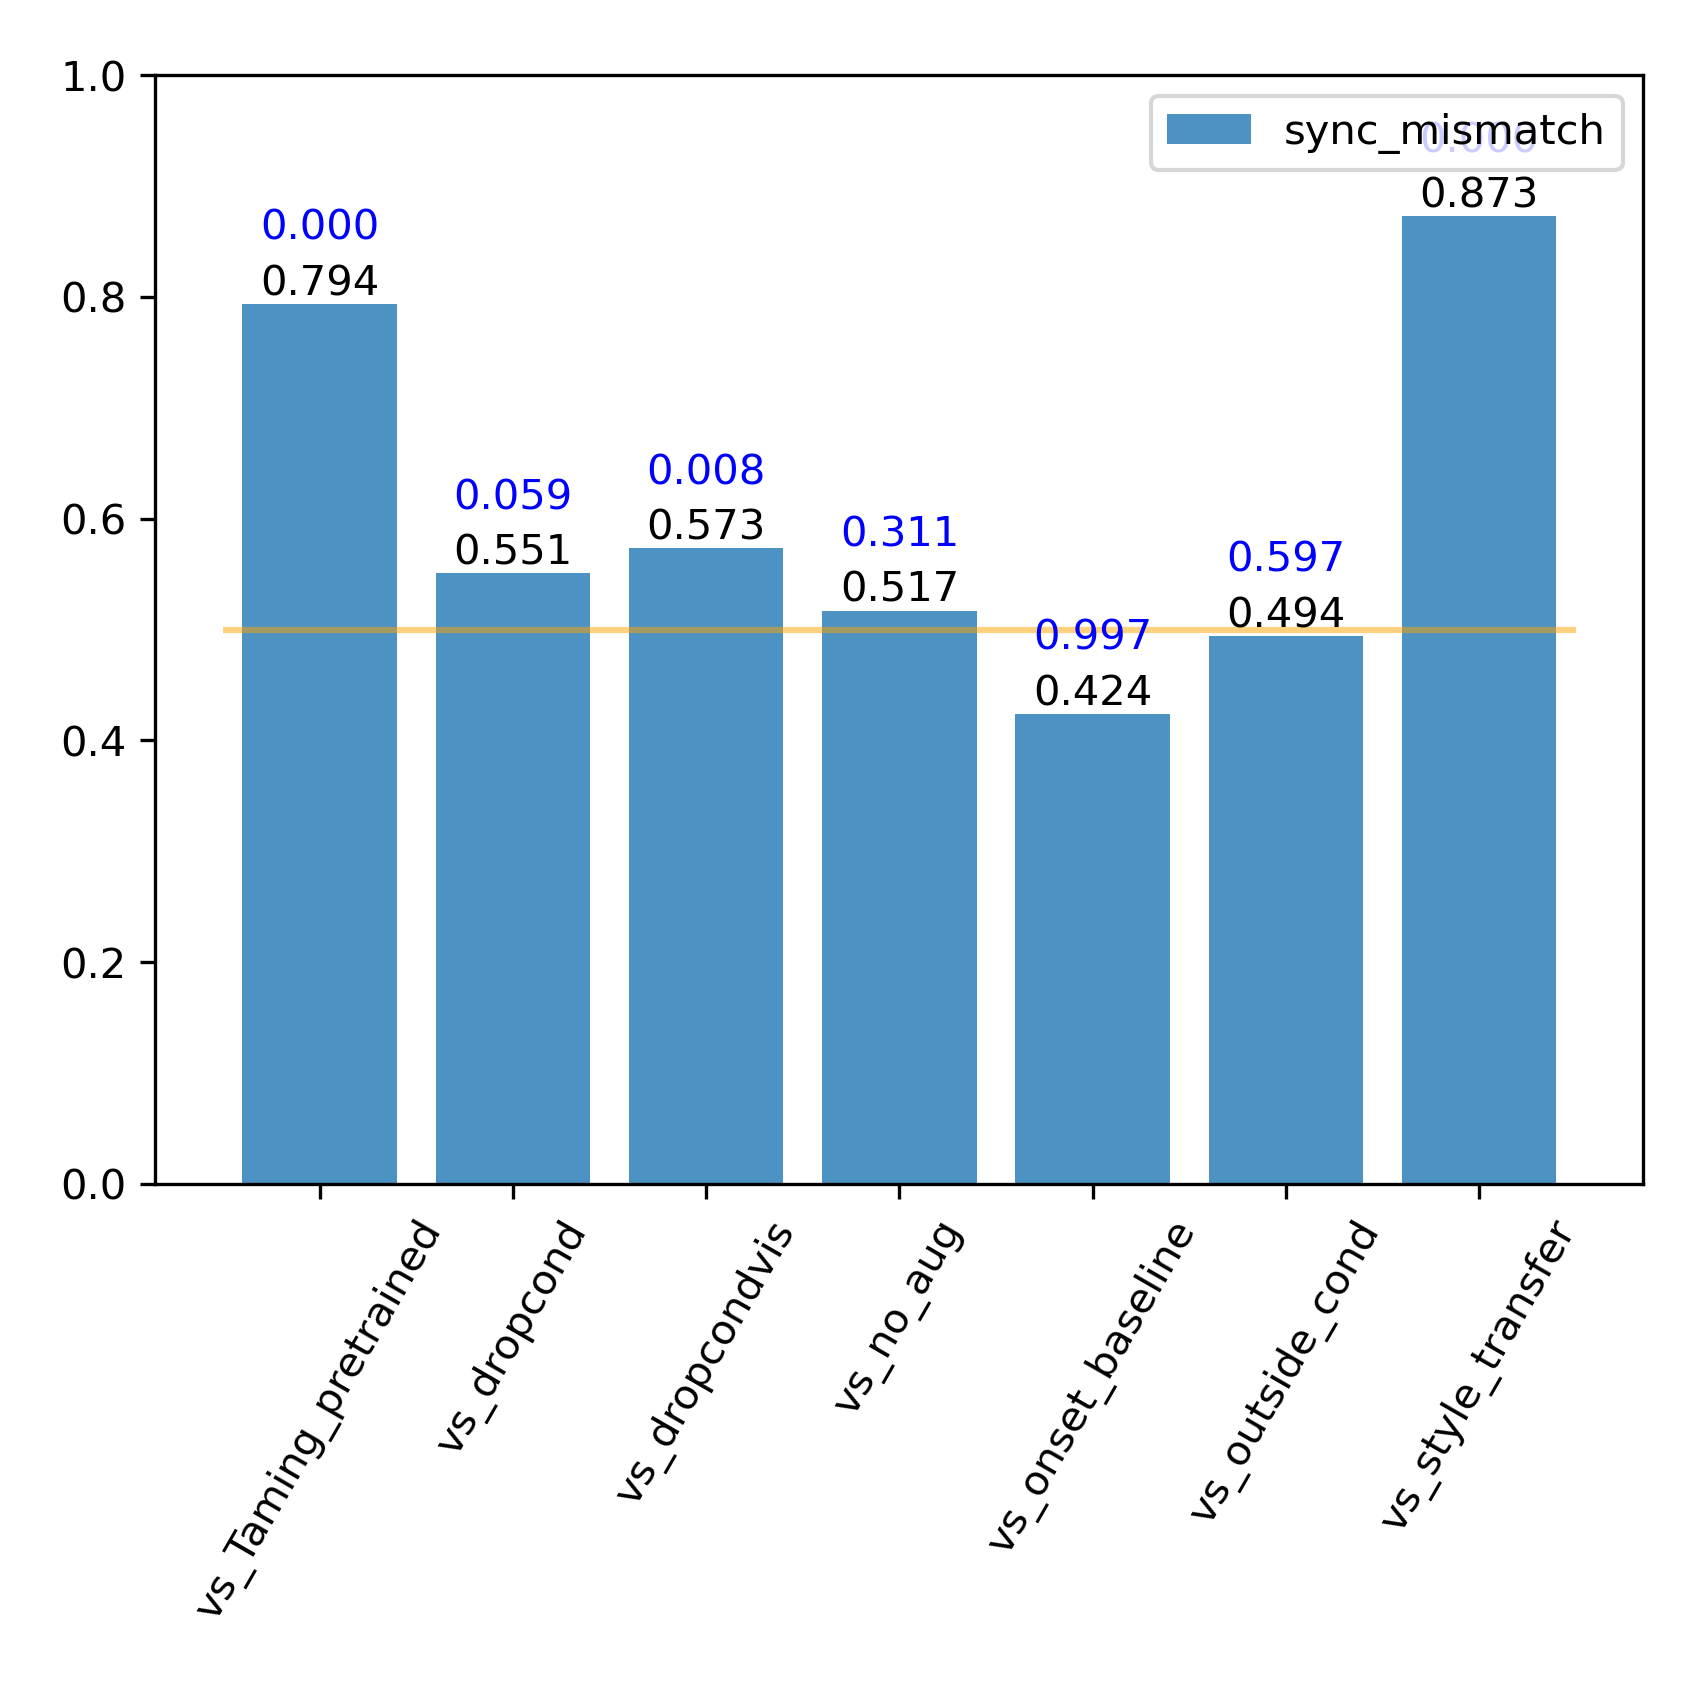 1.0
0.8
0.6
0.4
0.2
0.0
sync_mismatch
0.000
0.794
0.059
0.551
0.008
0.573
0.311
0.517
0.997
0.424
0.597
0.494
0.000
0.873
vs_Taming_pretrained
vs_dropcond
vs_dropcondvis
vs_no_aug
vs_onset_baseline
vs_outside_cond
vs_style_transfer